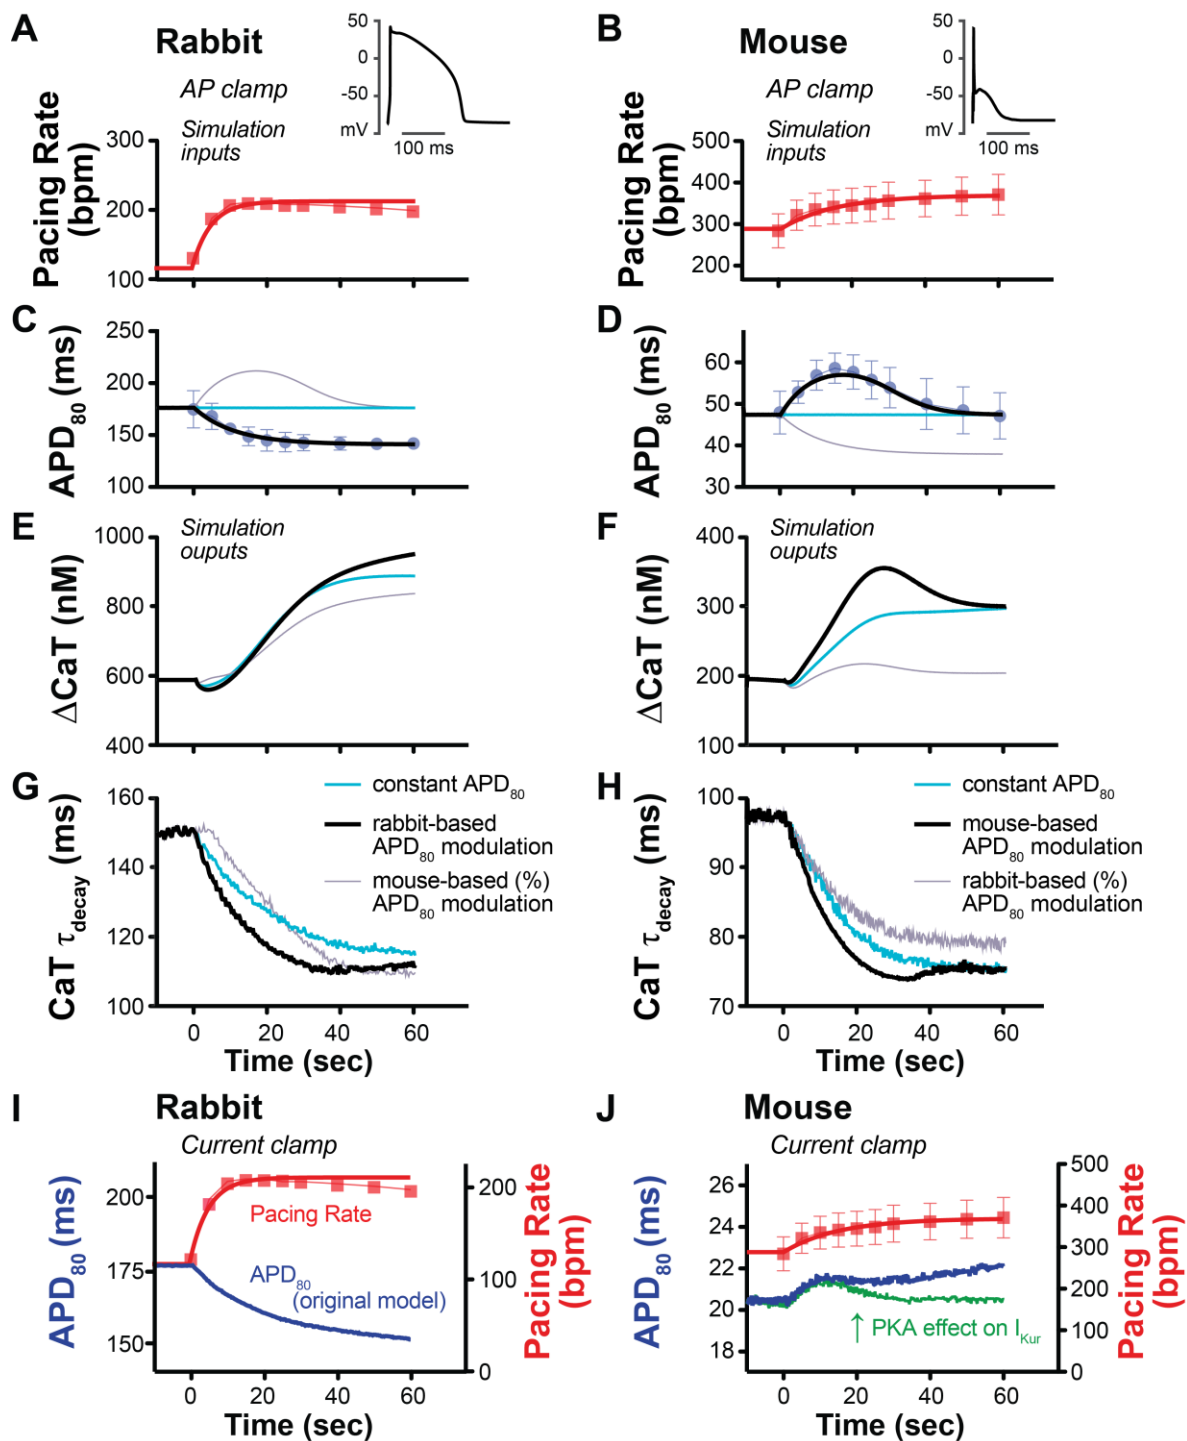 A
Rabbit
AP clamp
Simulation
inputs
50
0
-50
mV
100 ms
Pacing Rate
(bpm)
300
200
100
B
Mouse
AP clamp
Simulation
inputs
50
0
-50
mV
100 ms
Pacing Rate
(bpm)
500
400
300
200
C
APD80 (ms)
250
200
150
100
D
APD80 (ms)
60
50
40
30
E
Simulation
ouputs
ΔCaT (nM)
1000
800
600
400
F
Simulation
ouputs
ΔCaT (nM)
400
300
200
100
G
CaT τdecay (ms)
160
140
120
100
constant APD80
rabbit-based
APD80 modulation
mouse-based (%)
APD80 modulation
0 20 40 60
Time (sec)
H
CaT τdecay (ms)
100
90
80
70
constant APD80
mouse-based
APD80 modulation
rabbit-based (%)
APD80 modulation
0 20 40 60
Time (sec)
I
Rabbit
Current clamp
APD80 (ms)
200
175
150
Pacing Rate
APD80
(original model)
200
100
0
Pacing Rate
(bpm)
0 20 40 60
Time (sec)
J
Mouse
Current clamp
APD80 (ms)
26
24
22
20
18
↑ PKA effect on IKur
500
400
300
200
100
0
Pacing Rate
(bpm)
0 20 40 60
Time (sec)